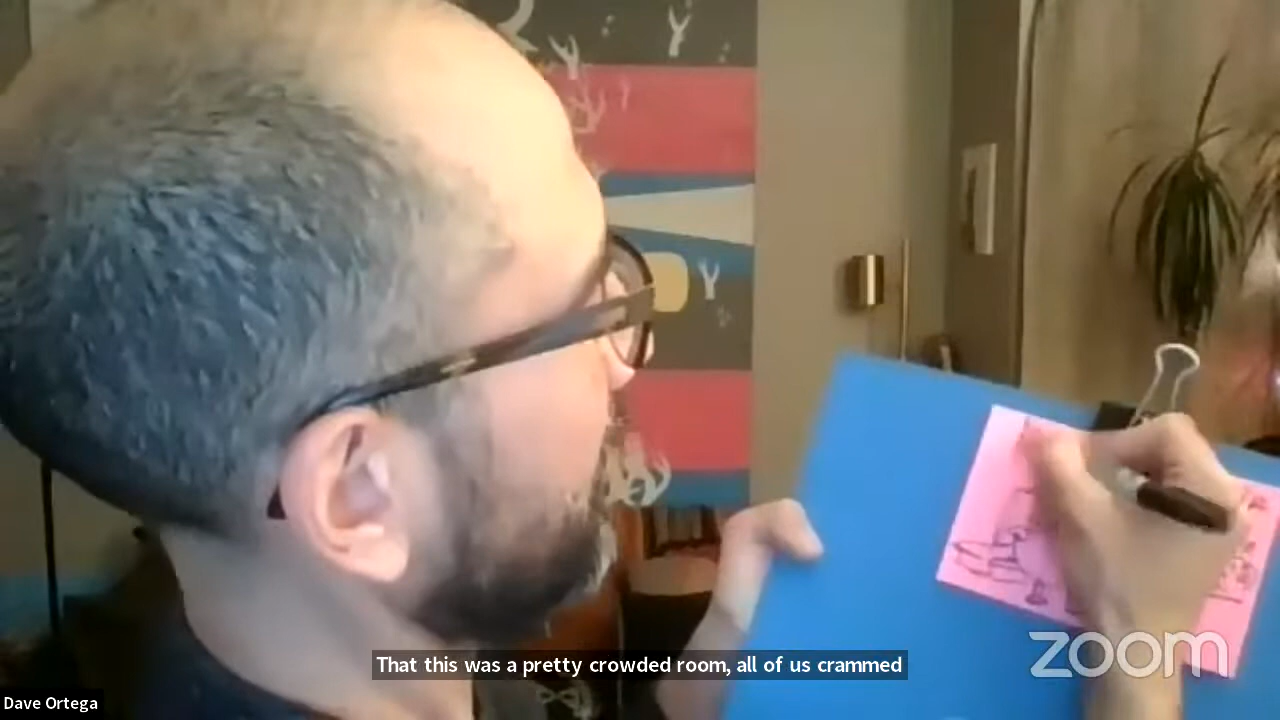 That this was a pretty crowded room, all of us crammed
zoom
Dave Ortega